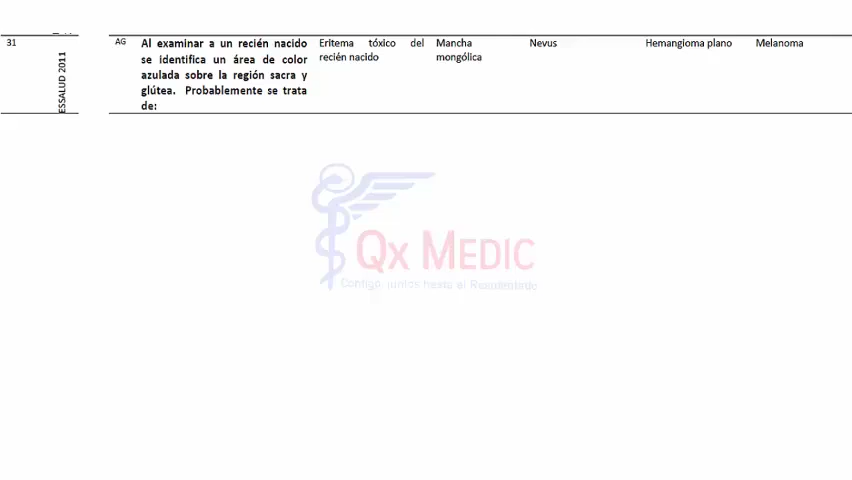 31
ESSALUD 2011
AG
Al examinar a un recién nacido
se identifica un área de color
azulada sobre la región sacra y
glútea. Probablemente se trata
de:
Eritema tóxico del
recién nacido
Mancha
mongólica
Nevus
Hemangioma plano
Melanoma
QX MEDIC
Contigo juntos hasta el Residentado